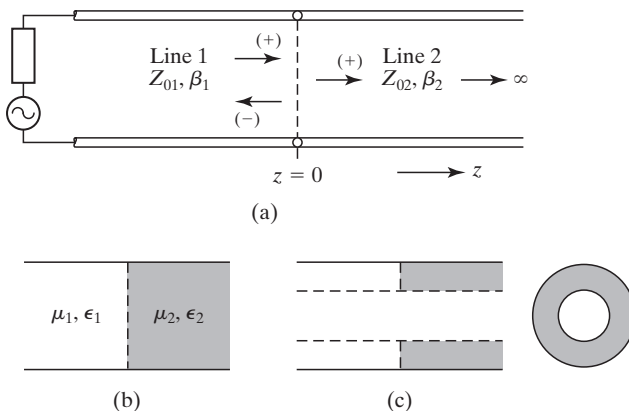 (+)
Line 1
Z₀₁, β₁
(−)
(+)
Line 2
Z₀₂, β₂
∞
z = 0
z
(a)
μ₁, ϵ₁
μ₂, ϵ₂
(b)
(c)